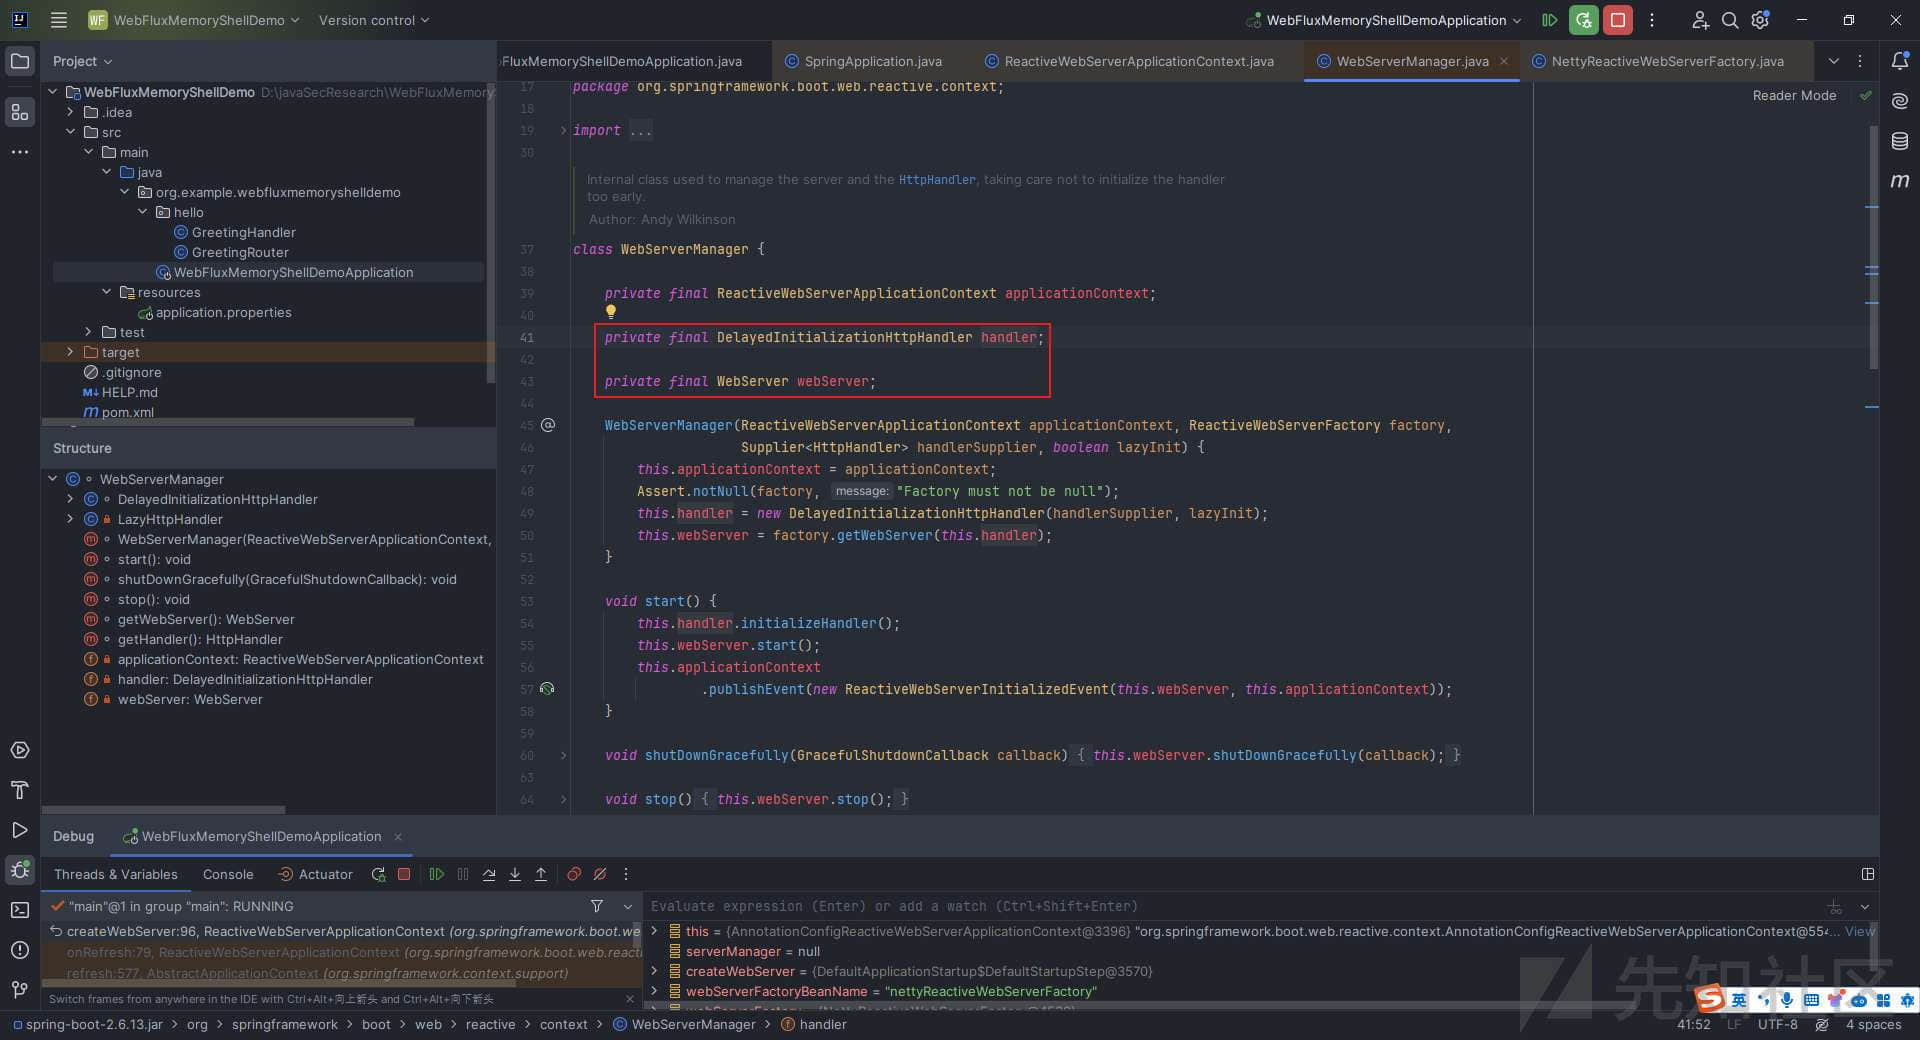 WF WebFluxMemoryShellDemo Version control WebFluxMemoryShellDemoApplication
Project
FluxMemoryShellDemoApplication.java SpringApplication.java ReactiveWebServerApplicationContext.java WebServerManager.java NettyReactiveWebServerFactory.java
WebFluxMemoryShellDemo D:\javaSecResearch\WebFluxMemory
.idea
src
main
java
org.example.webfluxmemoryshelldemo
hello
GreetingHandler
GreetingRouter
WebFluxMemoryShellDemoApplication
resources
application.properties
test
target
.gitignore
HELP.md
pom.xml
Structure
WebServerManager
DelayedInitializationHttpHandler
LazyHttpHandler
WebServerManager(ReactiveWebServerApplicationContext,
start(): void
shutDownGracefully(GracefulShutdownCallback): void
stop(): void
getWebServer(): WebServer
getHandler(): HttpHandler
applicationContext: ReactiveWebServerApplicationContext
handler: DelayedInitializationHttpHandler
webServer: WebServer
Reader Mode
17 package org.springframework.boot.web.reactive.context;
18
19 import ...
30
Internal class used to manage the server and the HttpHandler, taking care not to initialize the handler
too early.
Author: Andy Wilkinson
37 class WebServerManager {
38
39 private final ReactiveWebServerApplicationContext applicationContext;
40
41 private final DelayedInitializationHttpHandler handler;
42
43 private final WebServer webServer;
44
45 WebServerManager(ReactiveWebServerApplicationContext applicationContext, ReactiveWebServerFactory factory,
46 Supplier<HttpHandler> handlerSupplier, boolean lazyInit) {
47 this.applicationContext = applicationContext;
48 Assert.notNull(factory, message: "Factory must not be null");
49 this.handler = new DelayedInitializationHttpHandler(handlerSupplier, lazyInit);
50 this.webServer = factory.getWebServer(this.handler);
51 }
52
53 void start() {
54 this.handler.initializeHandler();
55 this.webServer.start();
56 this.applicationContext
57 .publishEvent(new ReactiveWebServerInitializedEvent(this.webServer, this.applicationContext));
58 }
59
60 void shutDownGracefully(GracefulShutdownCallback callback) { this.webServer.shutDownGracefully(callback); }
63
64 void stop() { this.webServer.stop(); }
Debug WebFluxMemoryShellDemoApplication
Threads & Variables Console Actuator
"main"@1 in group "main": RUNNING
createWebServer:96, ReactiveWebServerApplicationContext (org.springframework.boot.we
onRefresh:79, ReactiveWebServerApplicationContext (org.springframework.boot.web.reacti
refresh:577, AbstractApplicationContext (org.springframework.context.support)
Switch frames from anywhere in the IDE with Ctrl+Alt+向上箭头 and Ctrl+Alt+向下箭头
Evaluate expression (Enter) or add a watch (Ctrl+Shift+Enter)
this = {AnnotationConfigReactiveWebServerApplicationContext@3396} "org.springframework.boot.web.reactive.context.AnnotationConfigReactiveWebServerApplicationContext@554... View
serverManager = null
createWebServer = {DefaultApplicationStartup$DefaultStartupStep@3570}
webServerFactoryBeanName = "nettyReactiveWebServerFactory"
先知社区
英
spring-boot-2.6.13.jar org springframework boot web reactive context WebServerManager handler
41:52 LF UTF-8 4 spaces